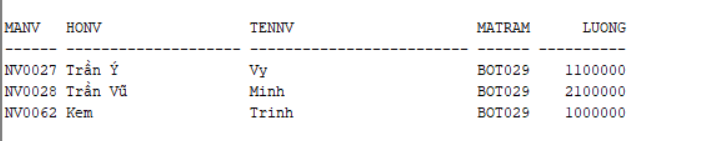 MANV HONV TENNV MATRAM LUONG
------ -------------------- ------------------------- ------ ----------
NV0027 Trần Ý Vy BOT029 1100000
NV0028 Trần Vũ Minh BOT029 2100000
NV0062 Kem Trinh BOT029 1000000